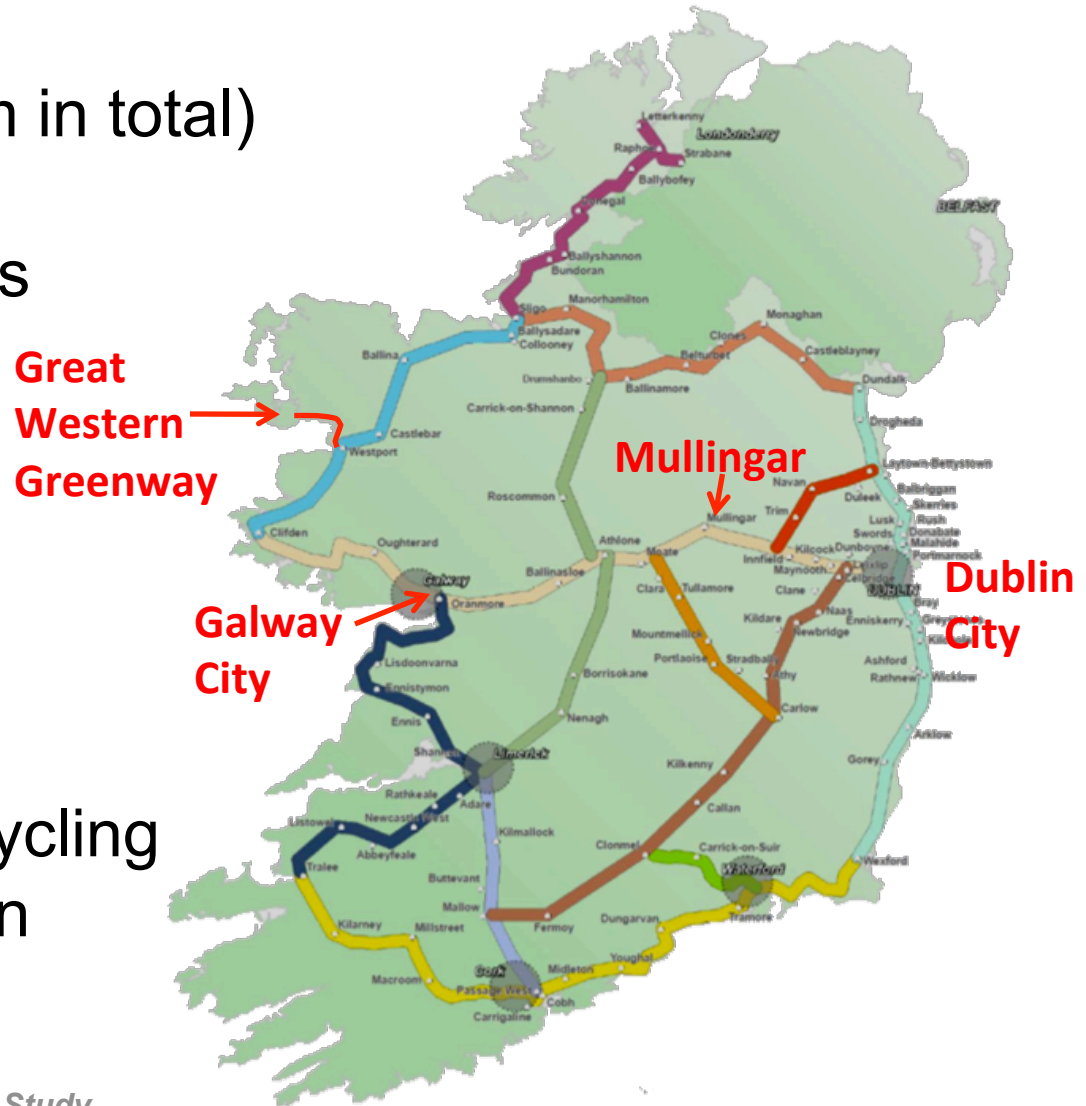 m in total)
s
Great
Western
Greenway
Mullingar
Galway
City
Dublin
City
ycling
n
Study
Letterkenny
Londonderry
Raphoe
Strabane
Ballybofey
Donegal
BELFAST
Ballyshannon
Bundoran
Sligo
Manorhamilton
Monaghan
Ballysadare
Collooney
Clones
Ballina
Belturbet
Castleblayney
Drumshanbo
Ballinamore
Dundalk
Carrick-on-Shannon
Drogheda
Castlebar
Westport
Laytown-Bettystown
Navan
Balbriggan
Duleek
Skerries
Roscommon
Trim
Lusk
Rush
Mullingar
Swords
Donabate
Malahide
Clifden
Oughterard
Athlone
Moate
Kilcock
Dunboyne
Portmarnock
Innfield
Maynooth
Leixlip
Celbridge
Ballinasloe
Galway
Oranmore
Clara
Tullamore
Clane
DUBLIN
Bray
Naas
Enniskerry
Kildare
Newbridge
Mountmellick
Portlaoise
Stradbally
Athy
Ashford
Rathnew
Wicklow
Lisdoonvarna
Ennistymon
Borrisokane
Carlow
Nenagh
Ennis
Arklow
Limerick
Kilkenny
Gorey
Rathkeale
Adare
Callan
Listowel
Newcastle West
Kilmallock
Abbeyfeale
Clonmel
Carrick-on-Suir
Wexford
Tralee
Waterford
Buttevant
Mallow
Fermoy
Dungarvan
Tramore
Kilarney
Millstreet
Youghal
Macroom
Cork
Midleton
Passage West
Cobh
Carrigaline